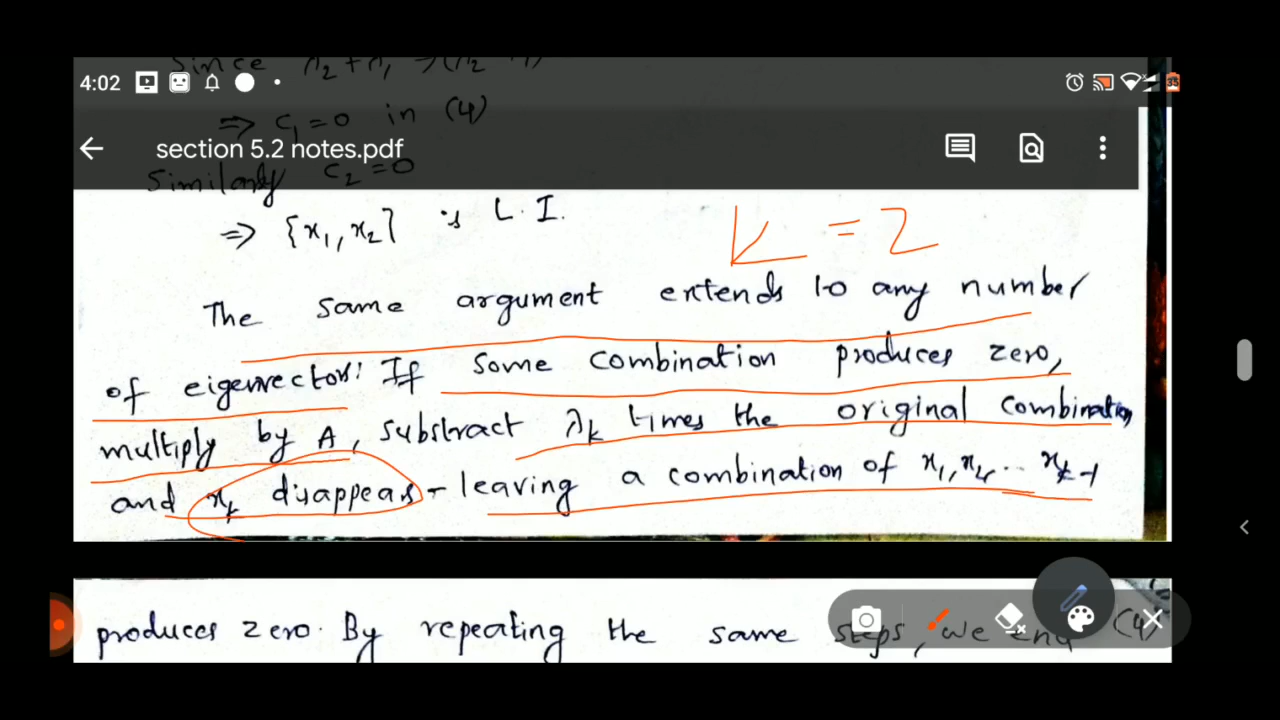 4:02
⇒ C₁=0 in (4)
section 5.2 notes.pdf
Similarly C₂=0
⇒ {x₁, x₂} is L.I.
K = 2
The same argument extends to any number
of eigenvectors: If some combination produces zero,
multiply by A, substract λₖ times the original combination,
and xₖ disappears - leaving a combination of x₁, x₂, ... xₖ₋₁
produces zero. By repeating the same steps, we end
(4)